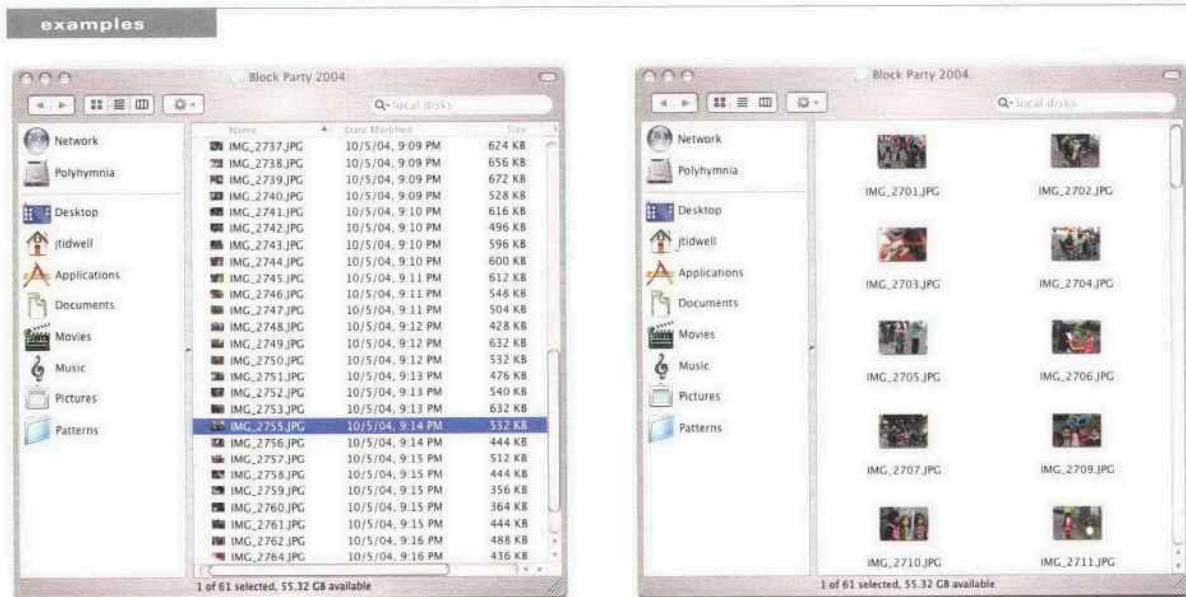 examples
Block Party 2004
Q- local disks
Network
Polyhymnia
Desktop
jtidwell
Applications
Documents
Movies
Music
Pictures
Patterns
Name Date Modified Size
IMG_2737.JPG 10/5/04, 9:09 PM 624 KB
IMG_2738.JPG 10/5/04, 9:09 PM 656 KB
IMG_2739.JPG 10/5/04, 9:09 PM 672 KB
IMG_2740.JPG 10/5/04, 9:09 PM 528 KB
IMG_2741.JPG 10/5/04, 9:10 PM 616 KB
IMG_2742.JPG 10/5/04, 9:10 PM 496 KB
IMG_2743.JPG 10/5/04, 9:10 PM 596 KB
IMG_2744.JPG 10/5/04, 9:10 PM 600 KB
IMG_2745.JPG 10/5/04, 9:11 PM 612 KB
IMG_2746.JPG 10/5/04, 9:11 PM 548 KB
IMG_2747.JPG 10/5/04, 9:11 PM 504 KB
IMG_2748.JPG 10/5/04, 9:12 PM 428 KB
IMG_2749.JPG 10/5/04, 9:12 PM 632 KB
IMG_2750.JPG 10/5/04, 9:12 PM 532 KB
IMG_2751.JPG 10/5/04, 9:13 PM 476 KB
IMG_2752.JPG 10/5/04, 9:13 PM 540 KB
IMG_2753.JPG 10/5/04, 9:13 PM 632 KB
IMG_2755.JPG 10/5/04, 9:14 PM 532 KB
IMG_2756.JPG 10/5/04, 9:14 PM 444 KB
IMG_2757.JPG 10/5/04, 9:15 PM 512 KB
IMG_2758.JPG 10/5/04, 9:15 PM 444 KB
IMG_2759.JPG 10/5/04, 9:15 PM 356 KB
IMG_2760.JPG 10/5/04, 9:15 PM 364 KB
IMG_2761.JPG 10/5/04, 9:15 PM 444 KB
IMG_2762.JPG 10/5/04, 9:16 PM 488 KB
IMG_2764.JPG 10/5/04, 9:16 PM 436 KB
1 of 61 selected, 55.32 GB available
Block Party 2004
Q- local disks
Network
Polyhymnia
Desktop
jtidwell
Applications
Documents
Movies
Music
Pictures
Patterns
IMG_2701.JPG IMG_2702.JPG
IMG_2703.JPG IMG_2704.JPG
IMG_2705.JPG IMG_2706.JPG
IMG_2707.JPG IMG_2709.JPG
IMG_2710.JPG IMG_2711.JPG
1 of 61 selected, 55.32 GB available